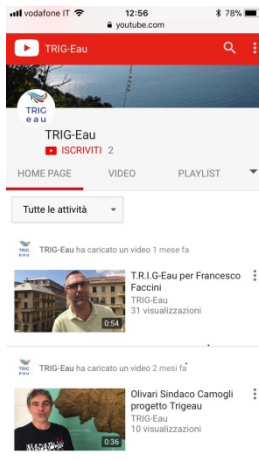 vodafone IT 12:56 78%
youtube.com
TRIG-Eau
TRIG
eau
TRIG-Eau
ISCRIVITI 2
HOME PAGE VIDEO PLAYLIST
Tutte le attività
TRIG-Eau ha caricato un video 1 mese fa
T.R.I.G-Eau per Francesco
Faccini
TRIG-Eau
31 visualizzazioni
0:54
TRIG-Eau ha caricato un video 2 mesi fa
Olivari Sindaco Camogli
progetto Trigeau
TRIG-Eau
10 visualizzazioni
0:36